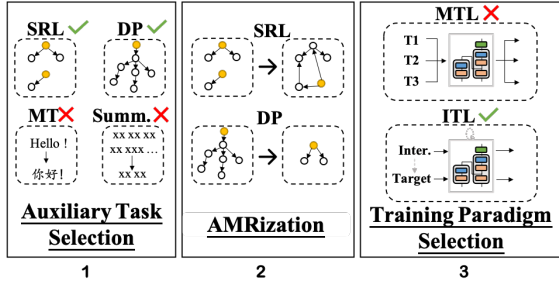 SRL DP
MT Summ.
Hello !
你好!
xx xx xx
xx xxx ...
xx xx
Auxiliary Task
Selection
1
SRL
DP
AMRization
2
MTL
T1
T2
T3
ITL
Inter.
Target
Training Paradigm
Selection
3